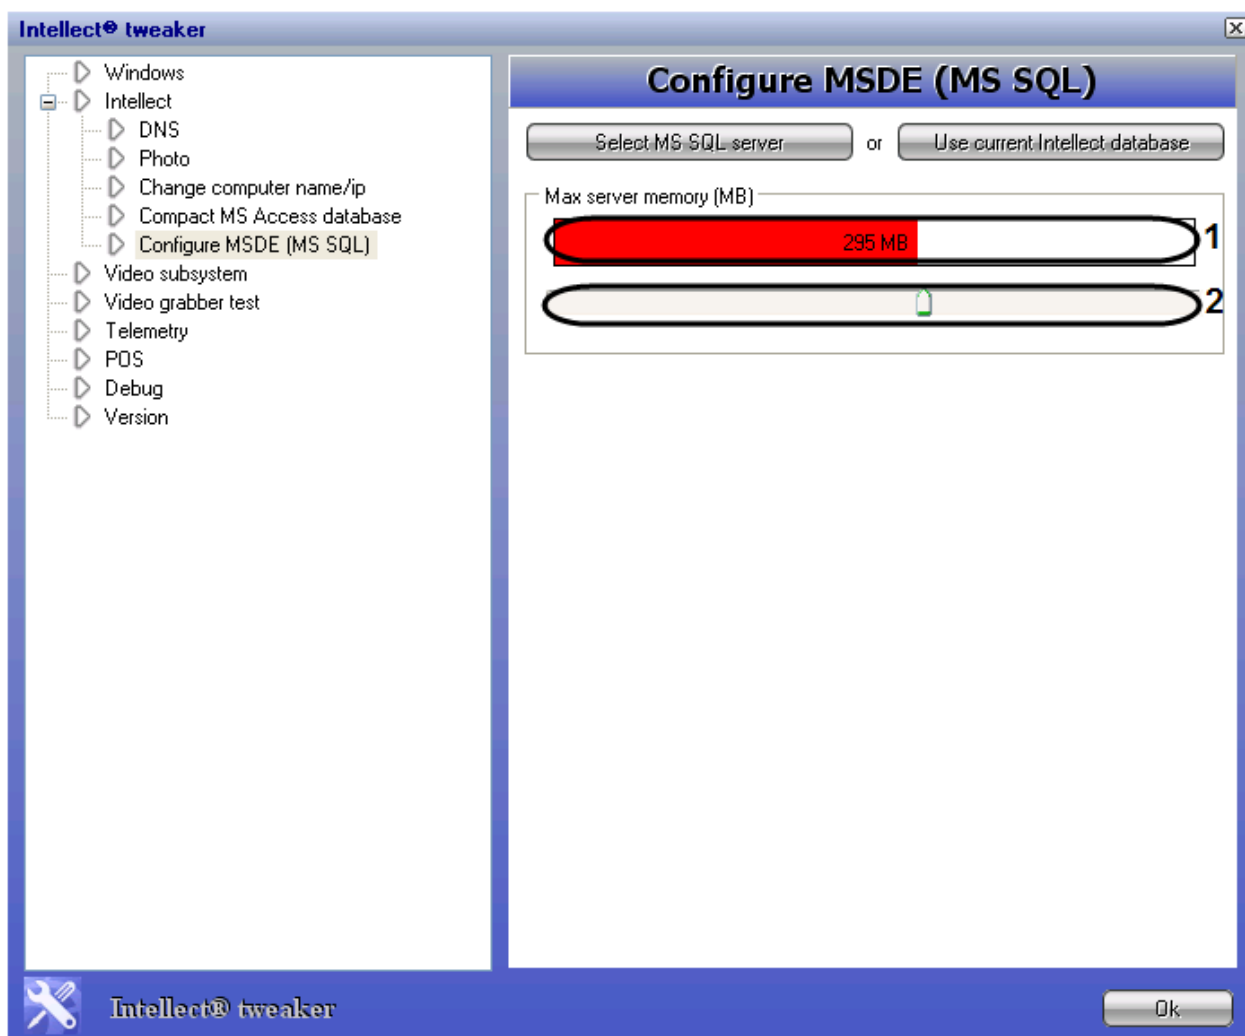 Intellect® tweaker
Windows
Intellect
DNS
Photo
Change computer name/ip
Compact MS Access database
Configure MSDE (MS SQL)
Video subsystem
Video grabber test
Telemetry
POS
Debug
Version
Configure MSDE (MS SQL)
Select MS SQL server or Use current Intellect database
Max server memory (MB)
295 MB 1
2
Intellect® tweaker
Ok